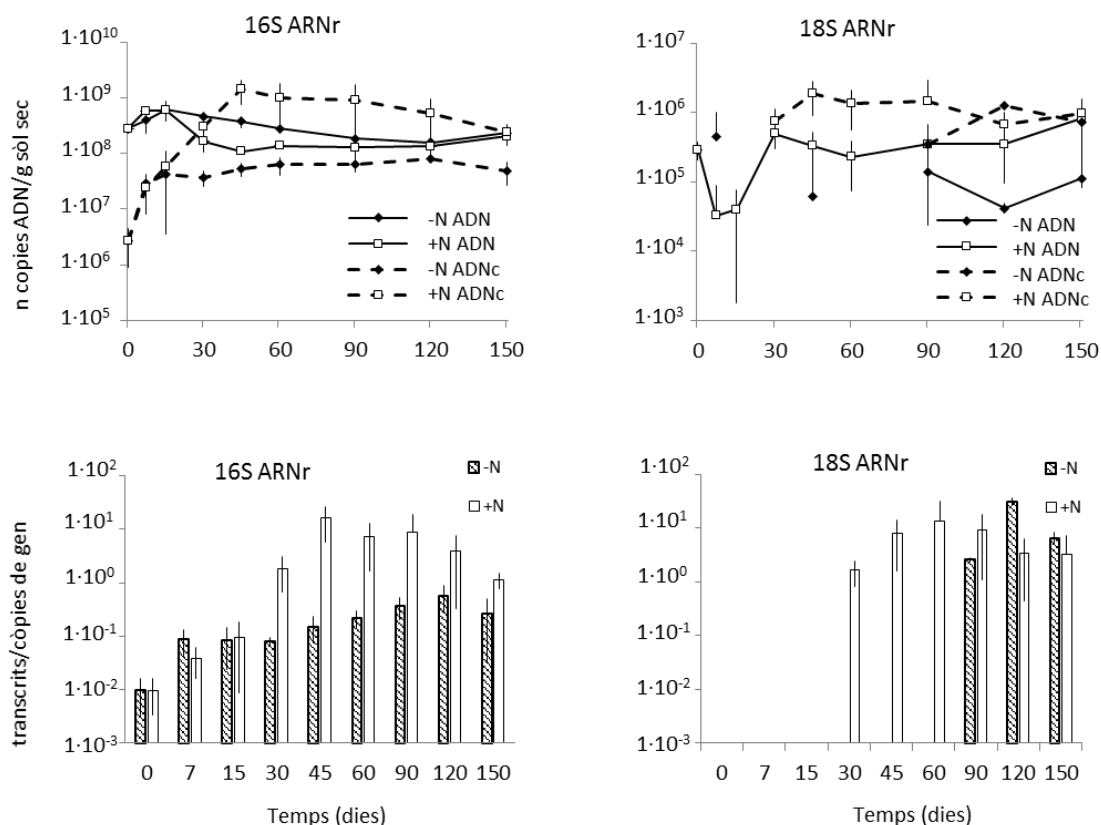 16S ARNr
n copies ADN/g sòl sec
1·10¹⁰
1·10⁹
1·10⁸
1·10⁷
1·10⁶
1·10⁵
-N ADN
+N ADN
-N ADNc
+N ADNc
0 30 60 90 120 150
18S ARNr
1·10⁷
1·10⁶
1·10⁵
1·10⁴
1·10³
-N ADN
+N ADN
-N ADNc
+N ADNc
0 30 60 90 120 150
16S ARNr
transcrits/còpies de gen
1·10²
1·10¹
1·10⁰
1·10⁻¹
1·10⁻²
1·10⁻³
-N
+N
0 7 15 30 45 60 90 120 150
Temps (dies)
18S ARNr
1·10²
1·10¹
1·10⁰
1·10⁻¹
1·10⁻²
1·10⁻³
-N
+N
0 7 15 30 45 60 90 120 150
Temps (dies)